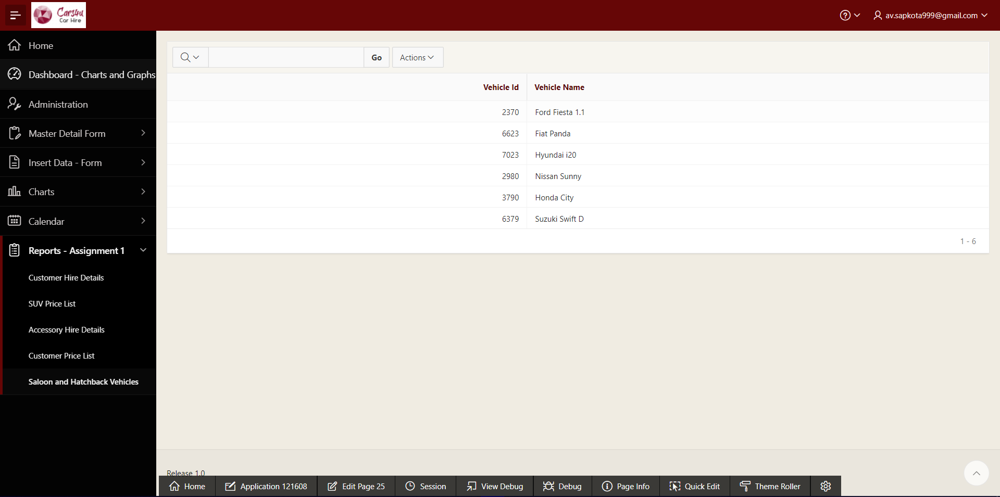 Cars4u
Car Hire
av.sapkota999@gmail.com
Home
Dashboard - Charts and Graphs
Administration
Master Detail Form
Insert Data - Form
Charts
Calendar
Reports - Assignment 1
Customer Hire Details
SUV Price List
Accessory Hire Details
Customer Price List
Saloon and Hatchback Vehicles
Go Actions
Vehicle Id Vehicle Name
2370 Ford Fiesta 1.1
6623 Fiat Panda
7023 Hyundai i20
2980 Nissan Sunny
3790 Honda City
6379 Suzuki Swift D
1 - 6
Release 1.0
Home Application 121608 Edit Page 25 Session View Debug Debug Page Info Quick Edit Theme Roller